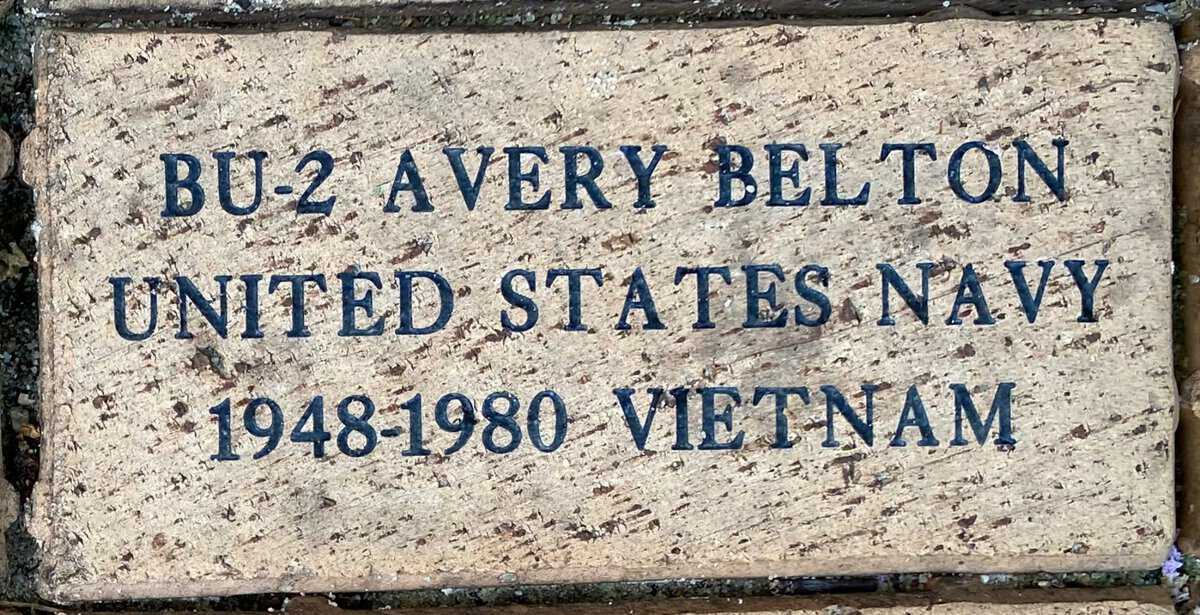 BU-2 AVERY BELTON
UNITED STATES NAVY
1948-1980 VIETNAM